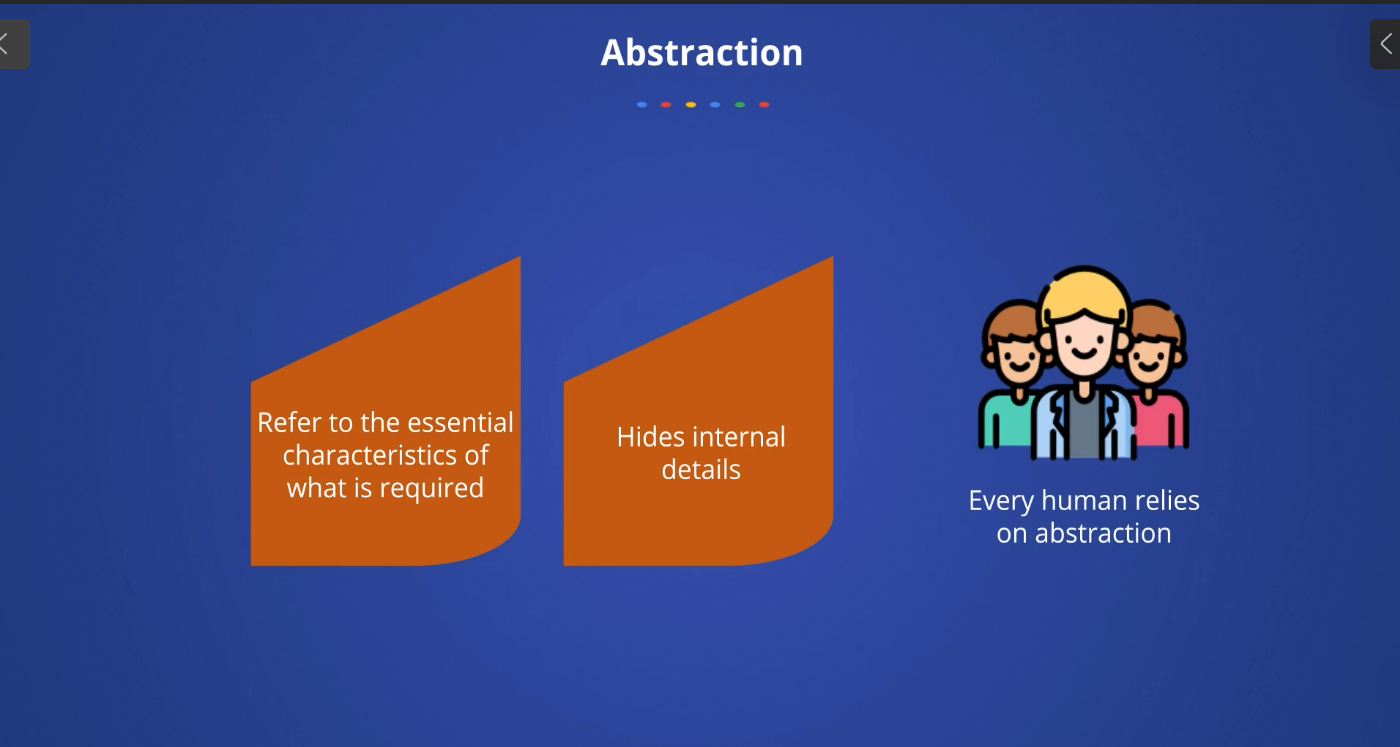 Abstraction
Refer to the essential
characteristics of
what is required
Hides internal
details
Every human relies
on abstraction